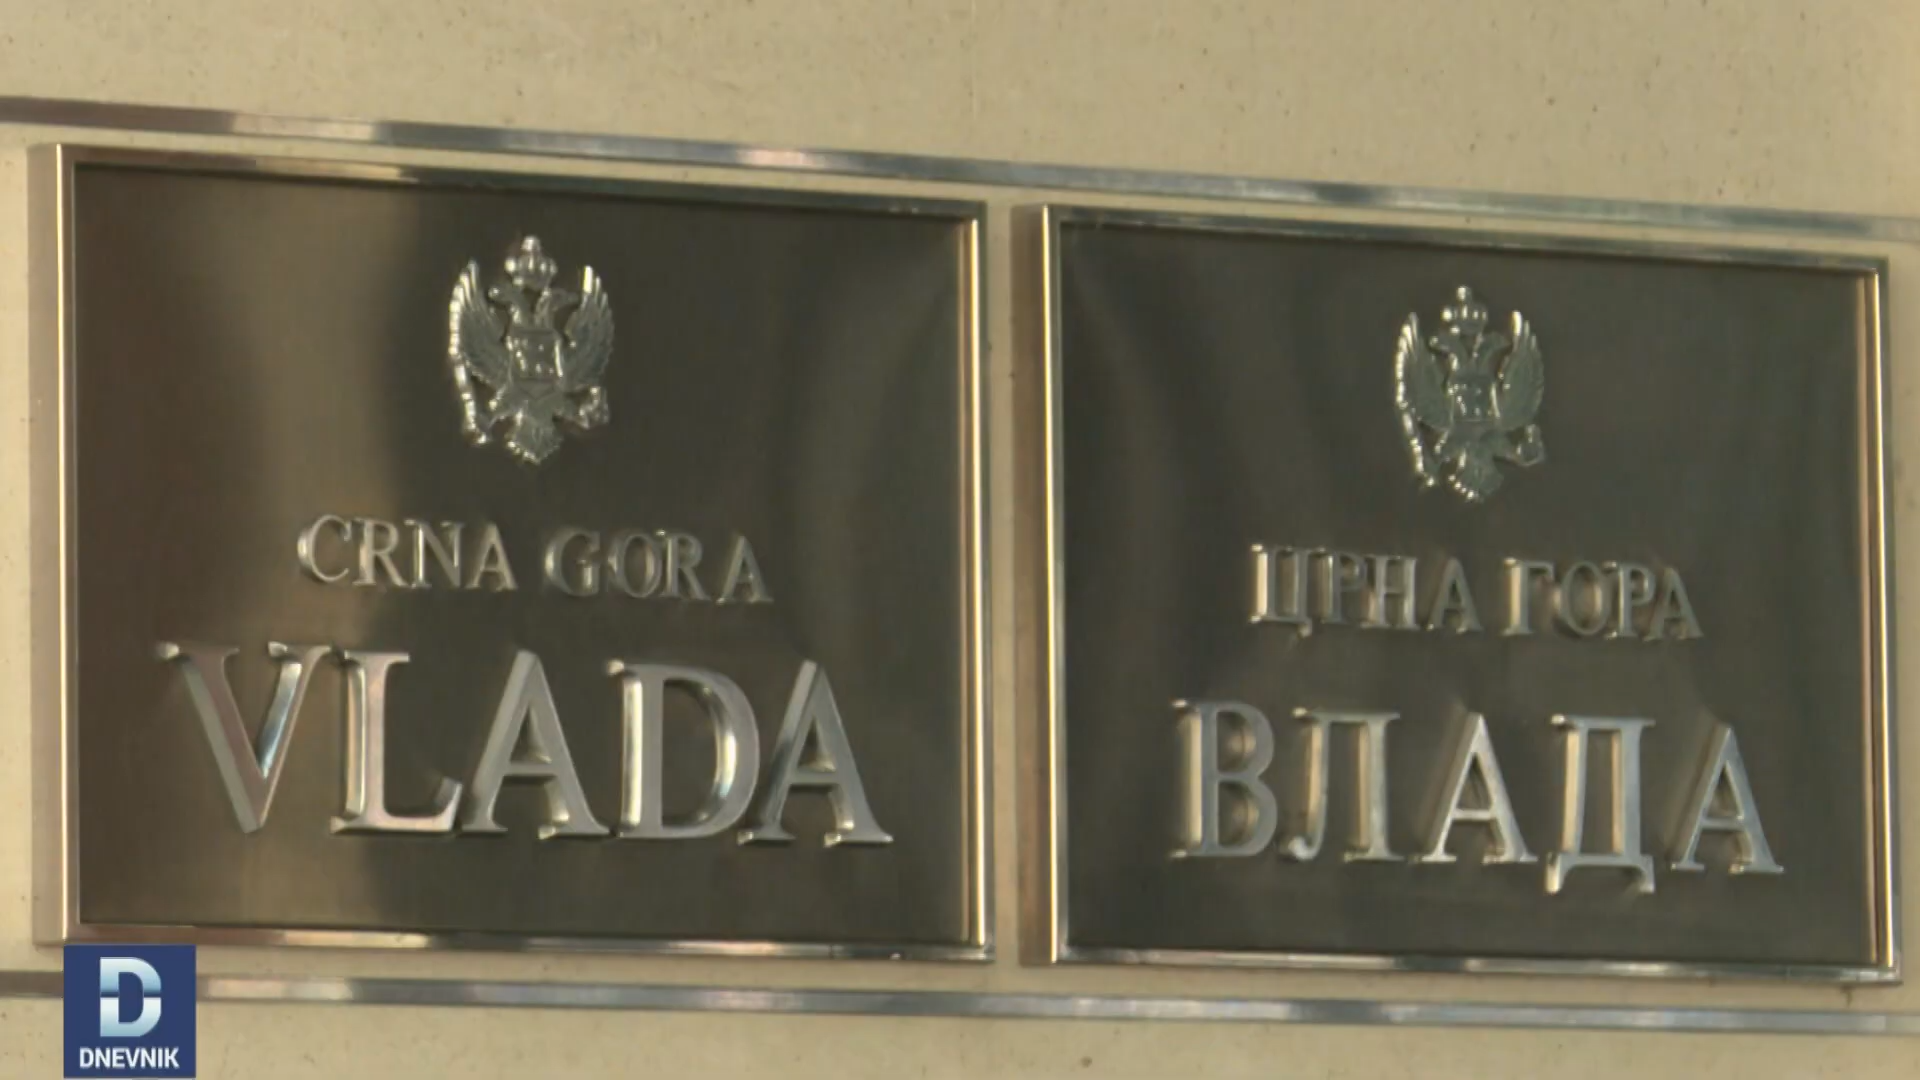 CRNA GORA
VLADA
ЦРНА ГОРА
ВЛАДА
D
DNEVNIK